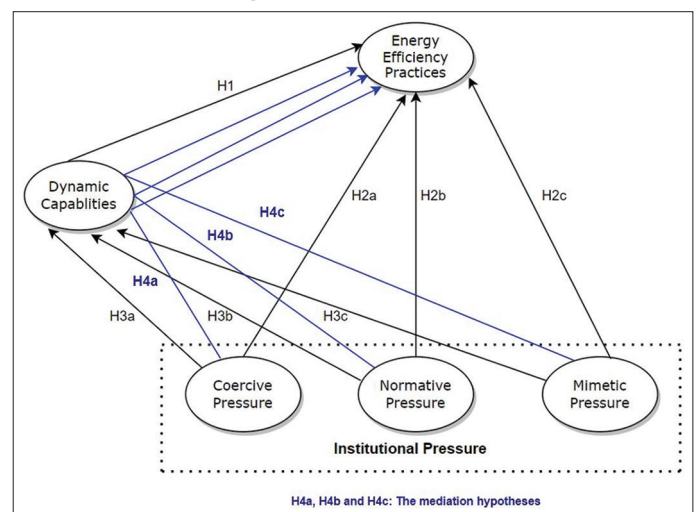 Energy
Efficiency
Practices
H1
Dynamic
Capablities
H2a
H2b
H2c
H4c
H4b
H4a
H3a
H3b
H3c
Coercive
Pressure
Normative
Pressure
Mimetic
Pressure
Institutional Pressure
H4a, H4b and H4c: The mediation hypotheses